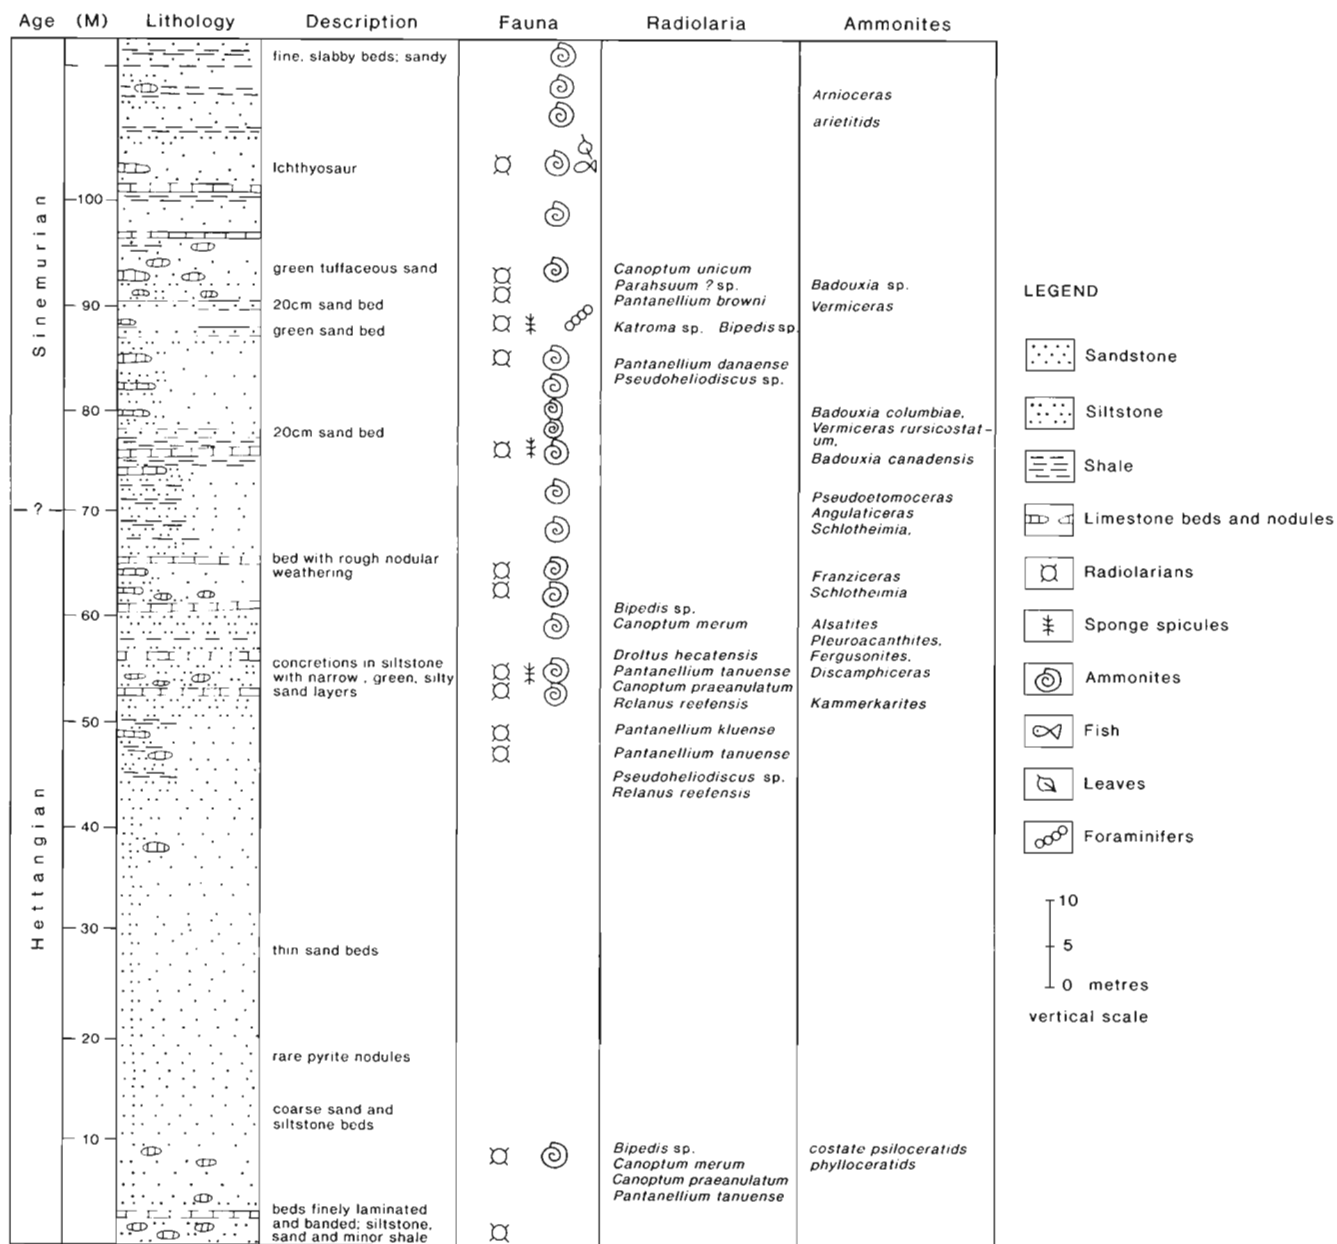 Age (M) Lithology Description Fauna Radiolaria Ammonites
fine, slabby beds; sandy
Arnioceras
arietitids
Ichthyosaur
100
Sinemurian
green tuffaceous sand
Canoptum unicum
Parahsuum ? sp.
Badouxia sp.
Pantanellium browni
90
20cm sand bed
Vermiceras
green sand bed
Katroma sp. Bipedis sp.
Pantanellium danaense
Pseudoheliodiscus sp.
80
Badouxia columbiae,
20cm sand bed
Vermiceras rursicostat-
um,
Badouxia canadensis
Pseudoetomoceras
? 70
Angulaticeras
Schlotheimia,
bed with rough nodular
weathering
Franziceras
Schlotheimia
60
Bipedis sp.
Canoptum merum
Alsatites
Pleuroacanthites,
Droltus hecatensis
Fergusonites,
concretions in siltstone
with narrow, green, silty
sand layers
Pantanellium tanuense
Discamphiceras
Canoptum praeanulatum
Relanus reefensis
Kammerkarites
50
Pantanellium kluense
Pantanellium tanuense
Pseudoheliodiscus sp.
Relanus reefensis
40
Hettangian
30
thin sand beds
20
rare pyrite nodules
coarse sand and
siltstone beds
10
Bipedis sp.
costate psiloceratids
Canoptum merum
phylloceratids
Canoptum praeanulatum
Pantanellium tanuense
beds finely laminated
and banded; siltstone,
sand and minor shale
LEGEND
Sandstone
Siltstone
Shale
Limestone beds and nodules
Radiolarians
Sponge spicules
Ammonites
Fish
Leaves
Foraminifers
10
5
0 metres
vertical scale